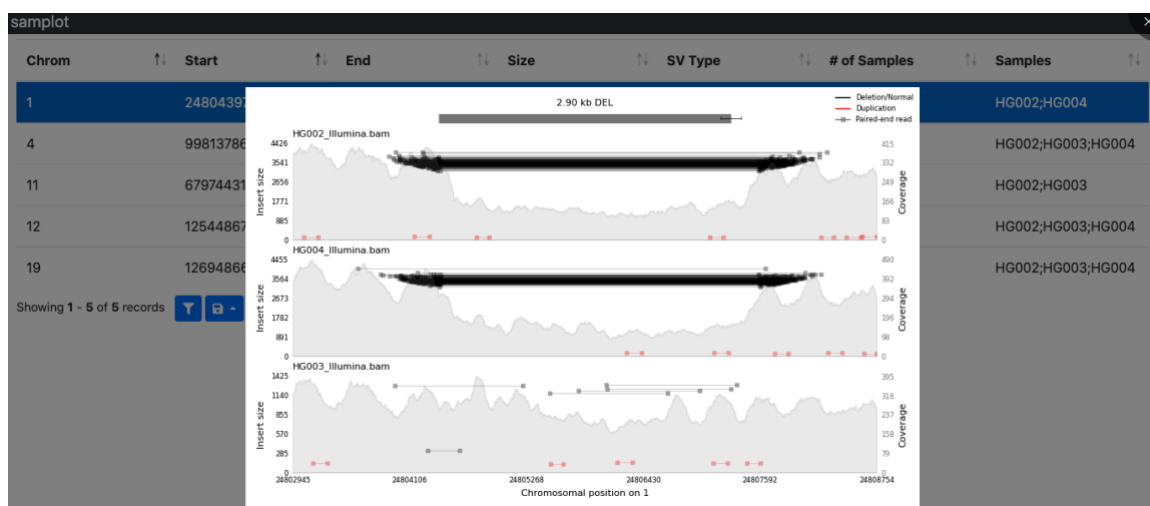 samplot
Chrom Start End Size SV Type # of Samples Samples
1 24804397 HG002;HG004
4 99813786 HG002;HG003;HG004
11 67974431 HG002;HG003
12 12544867 HG002;HG003;HG004
19 12694866 HG002;HG003;HG004
Showing 1 - 5 of 5 records
2.90 kb DEL
Deletion/Normal
Duplication
Paired-end read
HG002_Illumina.bam
4426 415
3541 332
2656 249
1771 166
885 83
0 0
Insert size
Coverage
HG004_Illumina.bam
4455 490
3564 392
2673 294
1782 196
891 98
0 0
Insert size
Coverage
HG003_Illumina.bam
1425 395
1140 316
855 237
570 158
285 79
0 0
Insert size
Coverage
24802945 24804106 24805268 24806430 24807592 24808754
Chromosomal position on 1